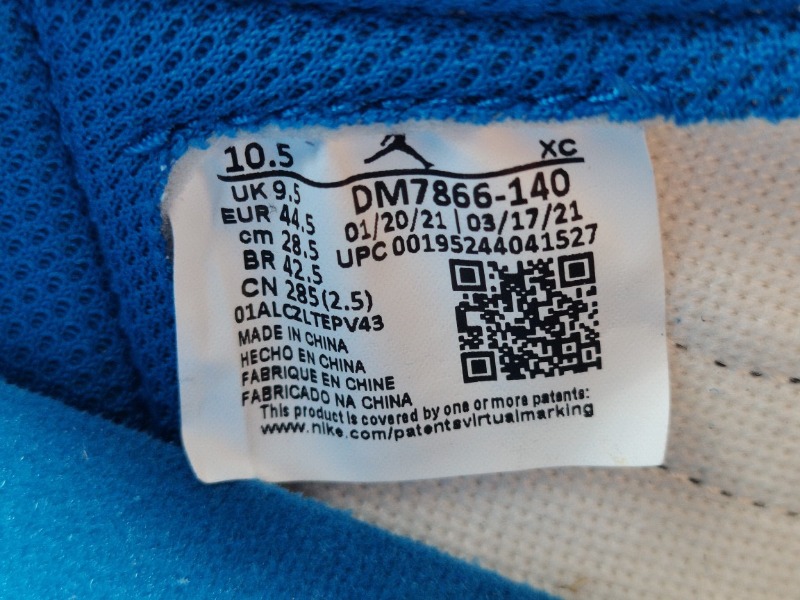 10.5 XC
UK 9.5
EUR 44.5
cm 28.5
BR 42.5
CN 285(2.5)
01ALCZLTEPV43
DM7866-140
01/20/21 | 03/17/21
UPC 00195244041527
MADE IN CHINA
HECHO EN CHINA
FABRIQUE EN CHINE
FABRICADO NA CHINA
This product is covered by one or more patents:
www.nike.com/patentsvirtualmarking